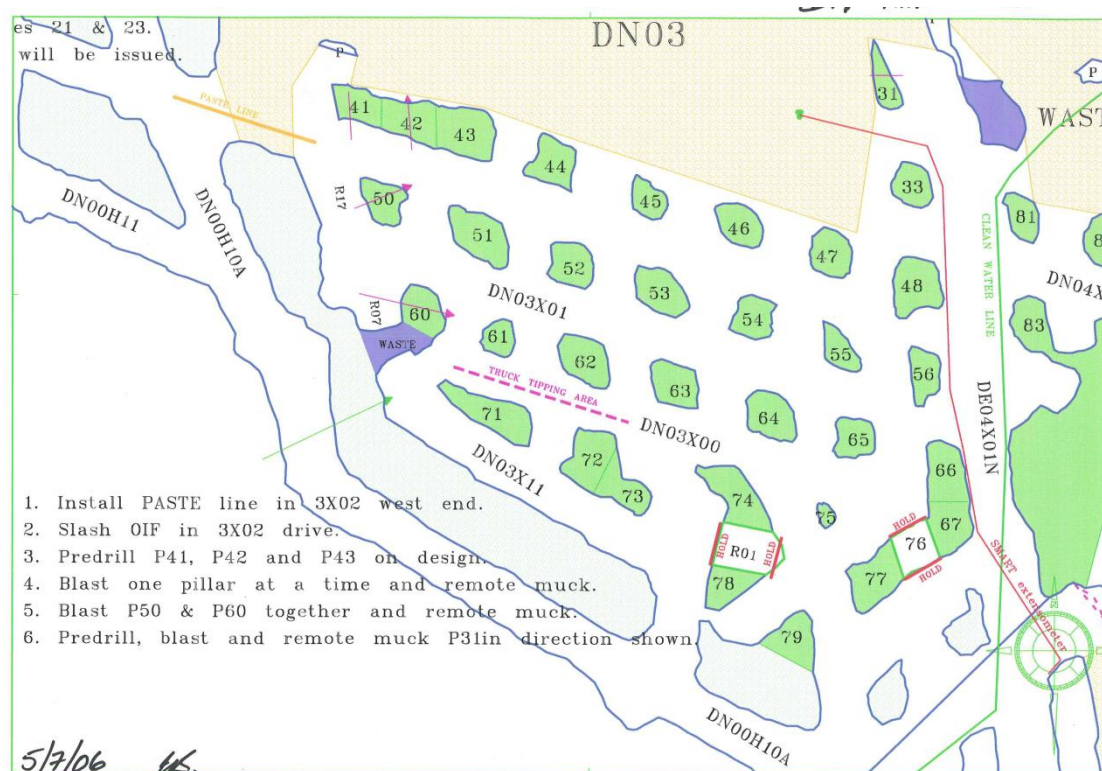 DN03
es 21 & 23.
will be issued.
P
P
PASTE LINE
41
42
43
31
WAST
44
DN00H11
DN00H10A
R17
50
45
33
46
81
51
47
8
52
CLEAN WATER LINE
DN04X
53
48
DN03X01
60
R07
54
83
61
WASTE
55
62
TRUCK TIPPING AREA
63
56
71
64
DN03X00
65
DE04X01N
DN03X11
72
66
73
74
75
67
HOLD
R01
HOLD
HOLD
76
HOLD
77
78
SMART extensometer
79
DN00H10A
1. Install PASTE line in 3X02 west end.
2. Slash OIF in 3X02 drive.
3. Predrill P41, P42 and P43 on design.
4. Blast one pillar at a time and remote muck.
5. Blast P50 & P60 together and remote muck.
6. Predrill, blast and remote muck P31in direction shown.
5/7/06